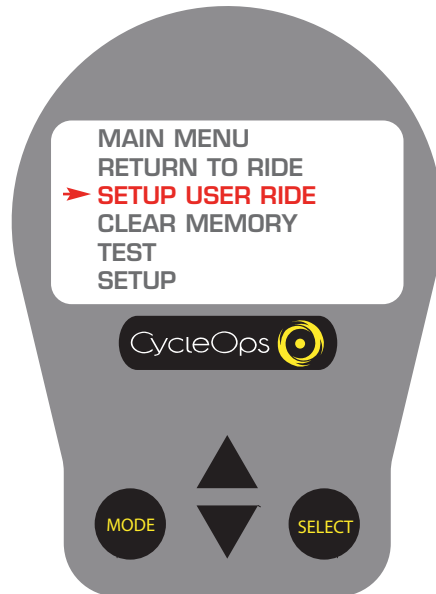 MAIN MENU
RETURN TO RIDE
SETUP USER RIDE
CLEAR MEMORY
TEST
SETUP
CycleOps
MODE
SELECT